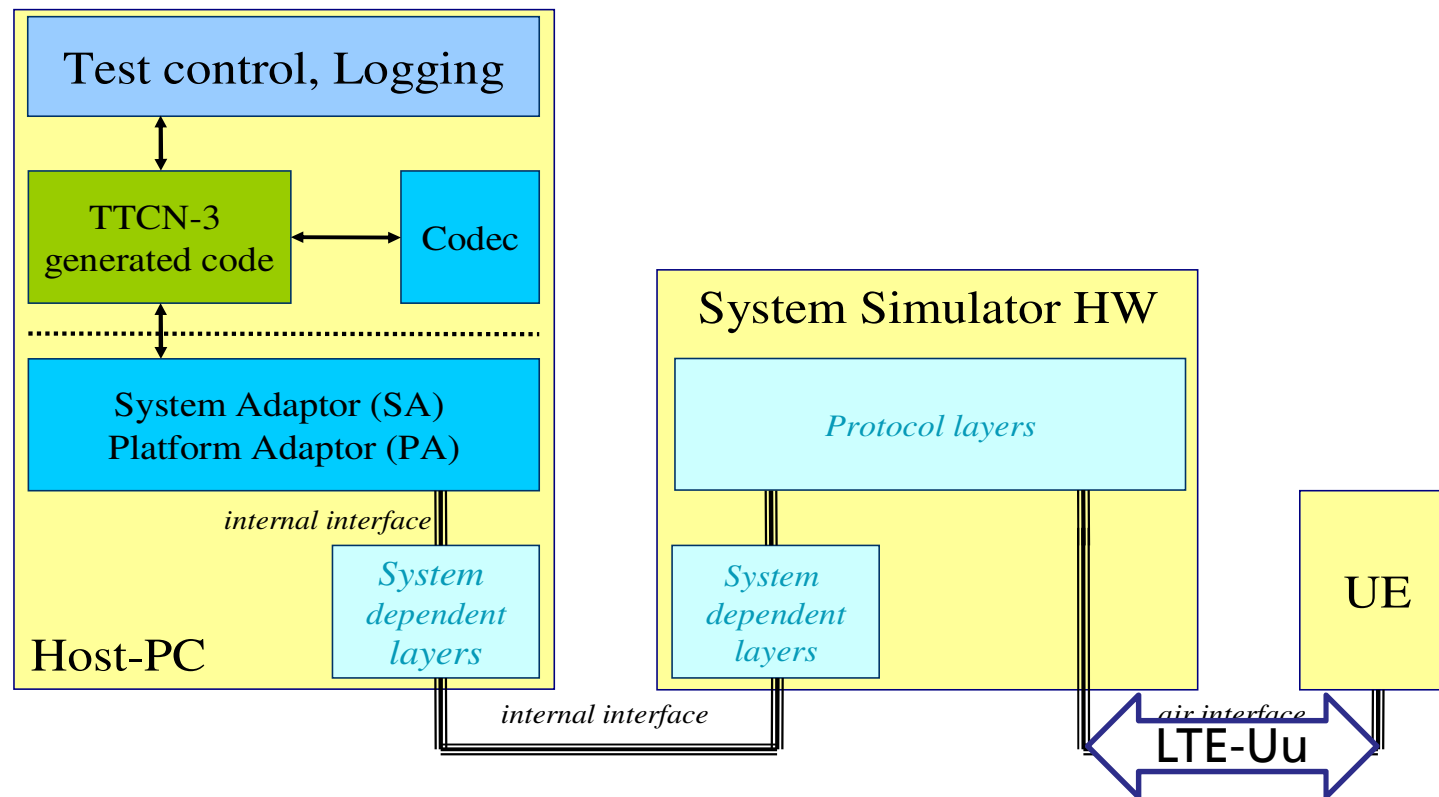 Test control, Logging
TTCN-3
generated code
Codec
System Adaptor (SA)
Platform Adaptor (PA)
internal interface
System
dependent
layers
Host-PC
internal interface
System Simulator HW
Protocol layers
System
dependent
layers
UE
air interface
LTE-Uu